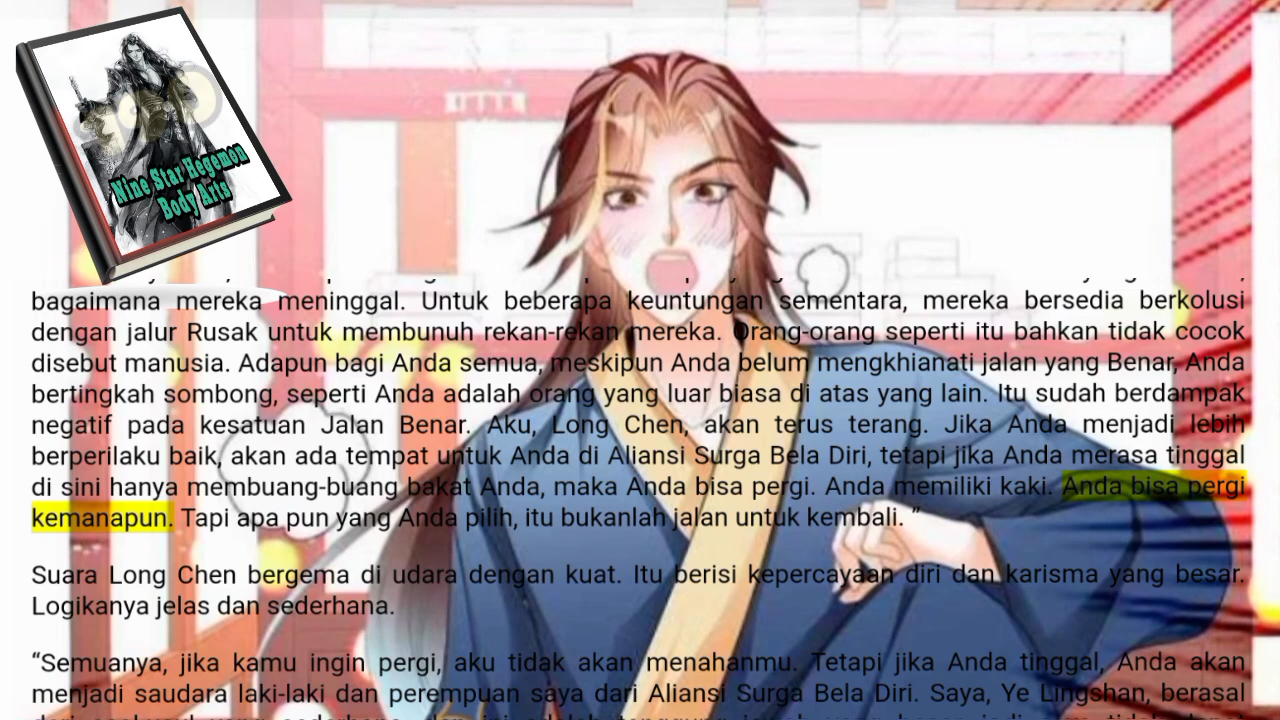 Nine Star Hegemon
Body Arts
bagaimana mereka meninggal. Untuk beberapa keuntungan sementara, mereka bersedia berkolusi
dengan jalur Rusak untuk membunuh rekan-rekan mereka. Orang-orang seperti itu bahkan tidak cocok
disebut manusia. Adapun bagi Anda semua, meskipun Anda belum mengkhianati jalan yang Benar, Anda
bertingkah sombong, seperti Anda adalah orang yang luar biasa di atas yang lain. Itu sudah berdampak
negatif pada kesatuan Jalan Benar. Aku, Long Chen, akan terus terang. Jika Anda menjadi lebih
berperilaku baik, akan ada tempat untuk Anda di Aliansi Surga Bela Diri, tetapi jika Anda merasa tinggal
di sini hanya membuang-buang bakat Anda, maka Anda bisa pergi. Anda memiliki kaki. Anda bisa pergi
kemanapun. Tapi apa pun yang Anda pilih, itu bukanlah jalan untuk kembali. ”
Suara Long Chen bergema di udara dengan kuat. Itu berisi kepercayaan diri dan karisma yang besar.
Logikanya jelas dan sederhana.
“Semuanya, jika kamu ingin pergi, aku tidak akan menahanmu. Tetapi jika Anda tinggal, Anda akan
menjadi saudara laki-laki dan perempuan saya dari Aliansi Surga Bela Diri. Saya, Ye Lingshan, berasal